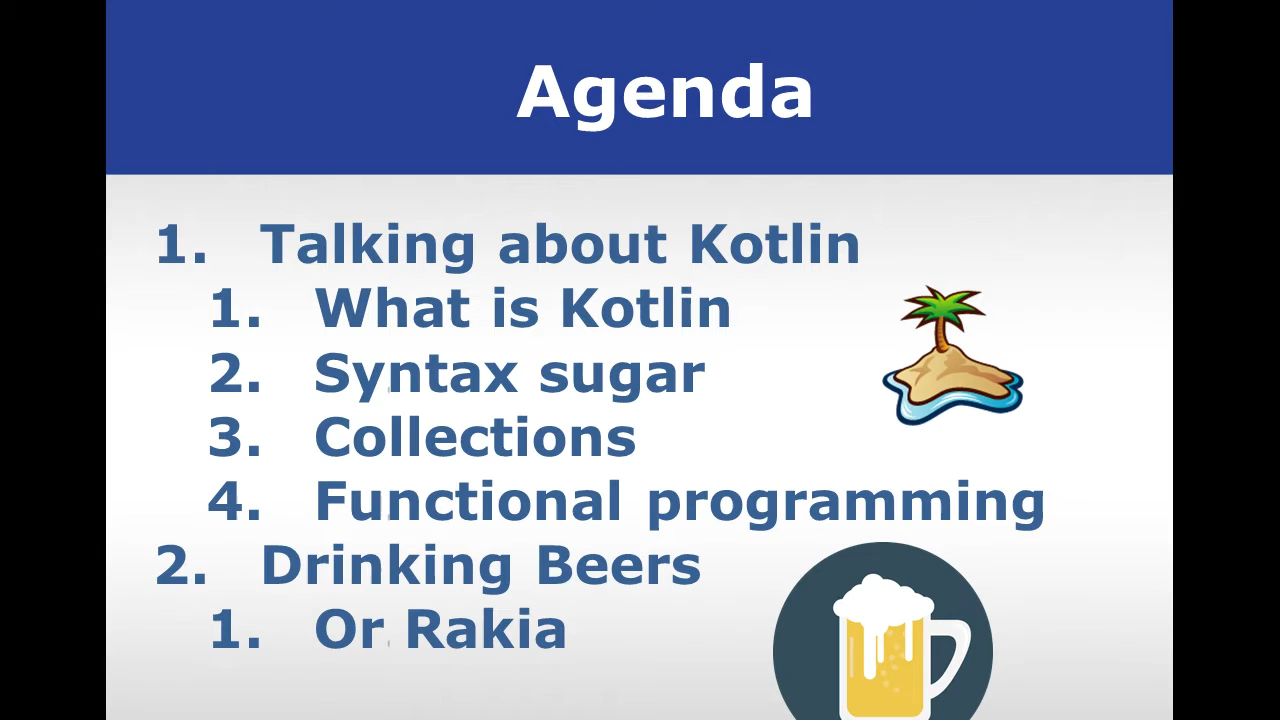 Agenda
1. Talking about Kotlin
1. What is Kotlin
2. Syntax sugar
3. Collections
4. Functional programming
2. Drinking Beers
1. Or Rakia